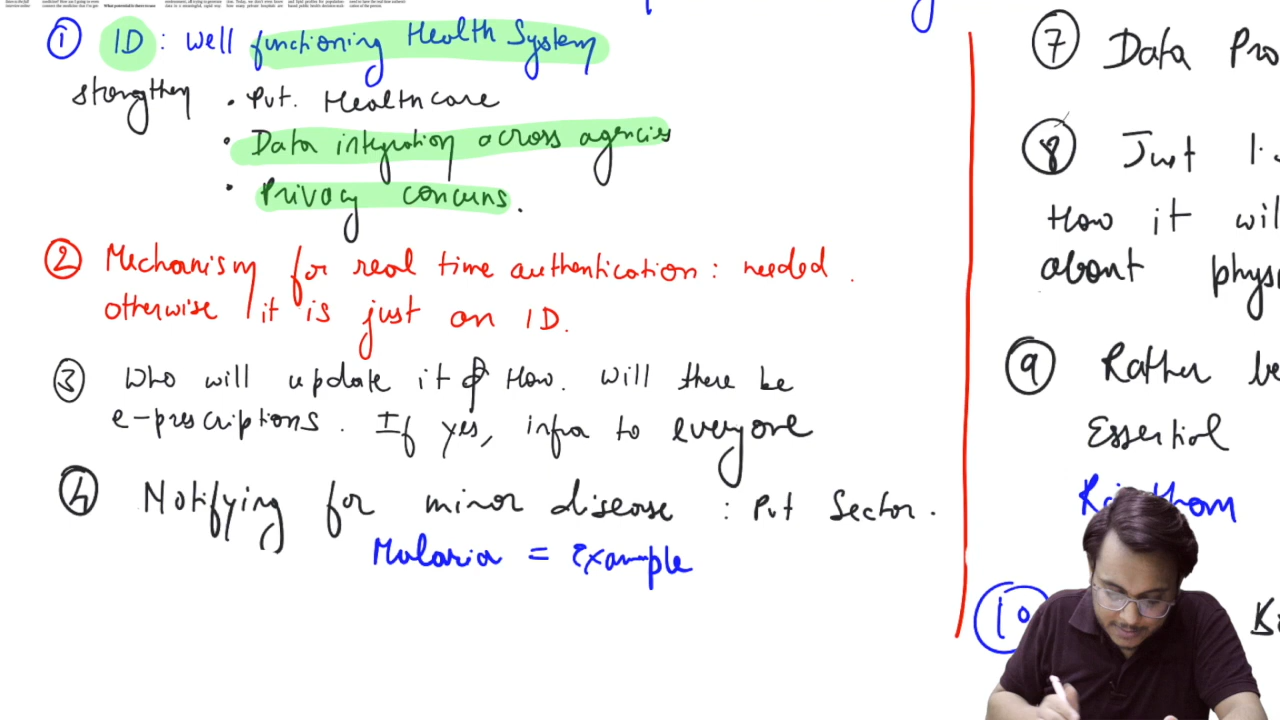 ① ID : Well functioning Health System
strongthen • Pvt. Healthcare
• Data integration across agencies
• Privacy concerns.
② Mechanism for real time authentication : needed.
otherwise it is just an ID.
③ Who will update it & How. Will there be
e-prescriptions. If yes, infra to everyone
④ Notifying for minor disease : Pvt Sector.
Malaria = Example
⑦ Data Pro
⑧ Just
How it wil
about phys
⑨ Rather be
Essential
⑩